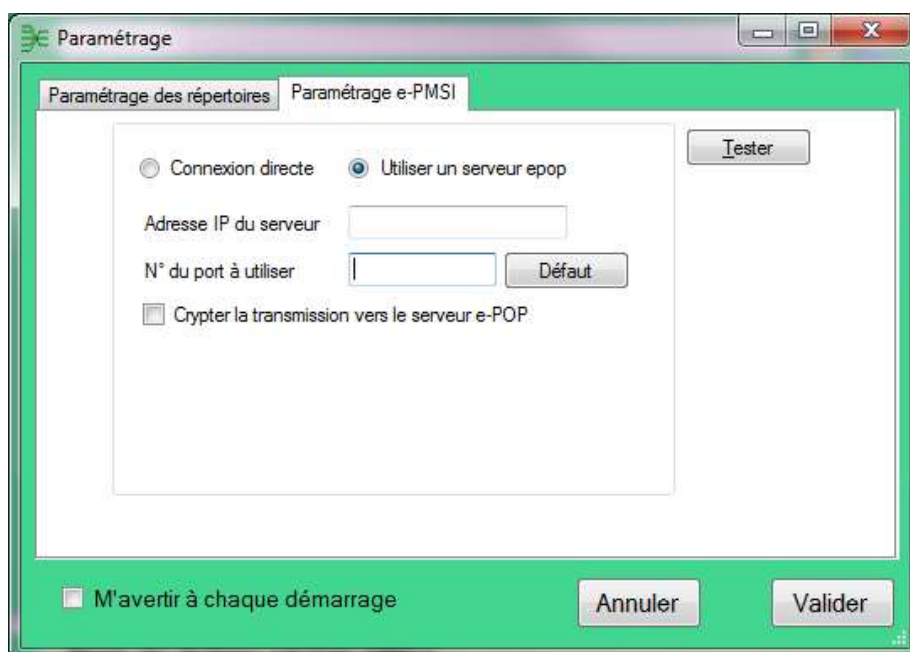 Paramétrage
Paramétrage des répertoires Paramétrage e-PMSI
Tester
Connexion directe Utiliser un serveur epop
Adresse IP du serveur
N° du port à utiliser Défaut
Crypter la transmission vers le serveur e-POP
M'avertir à chaque démarrage Annuler Valider